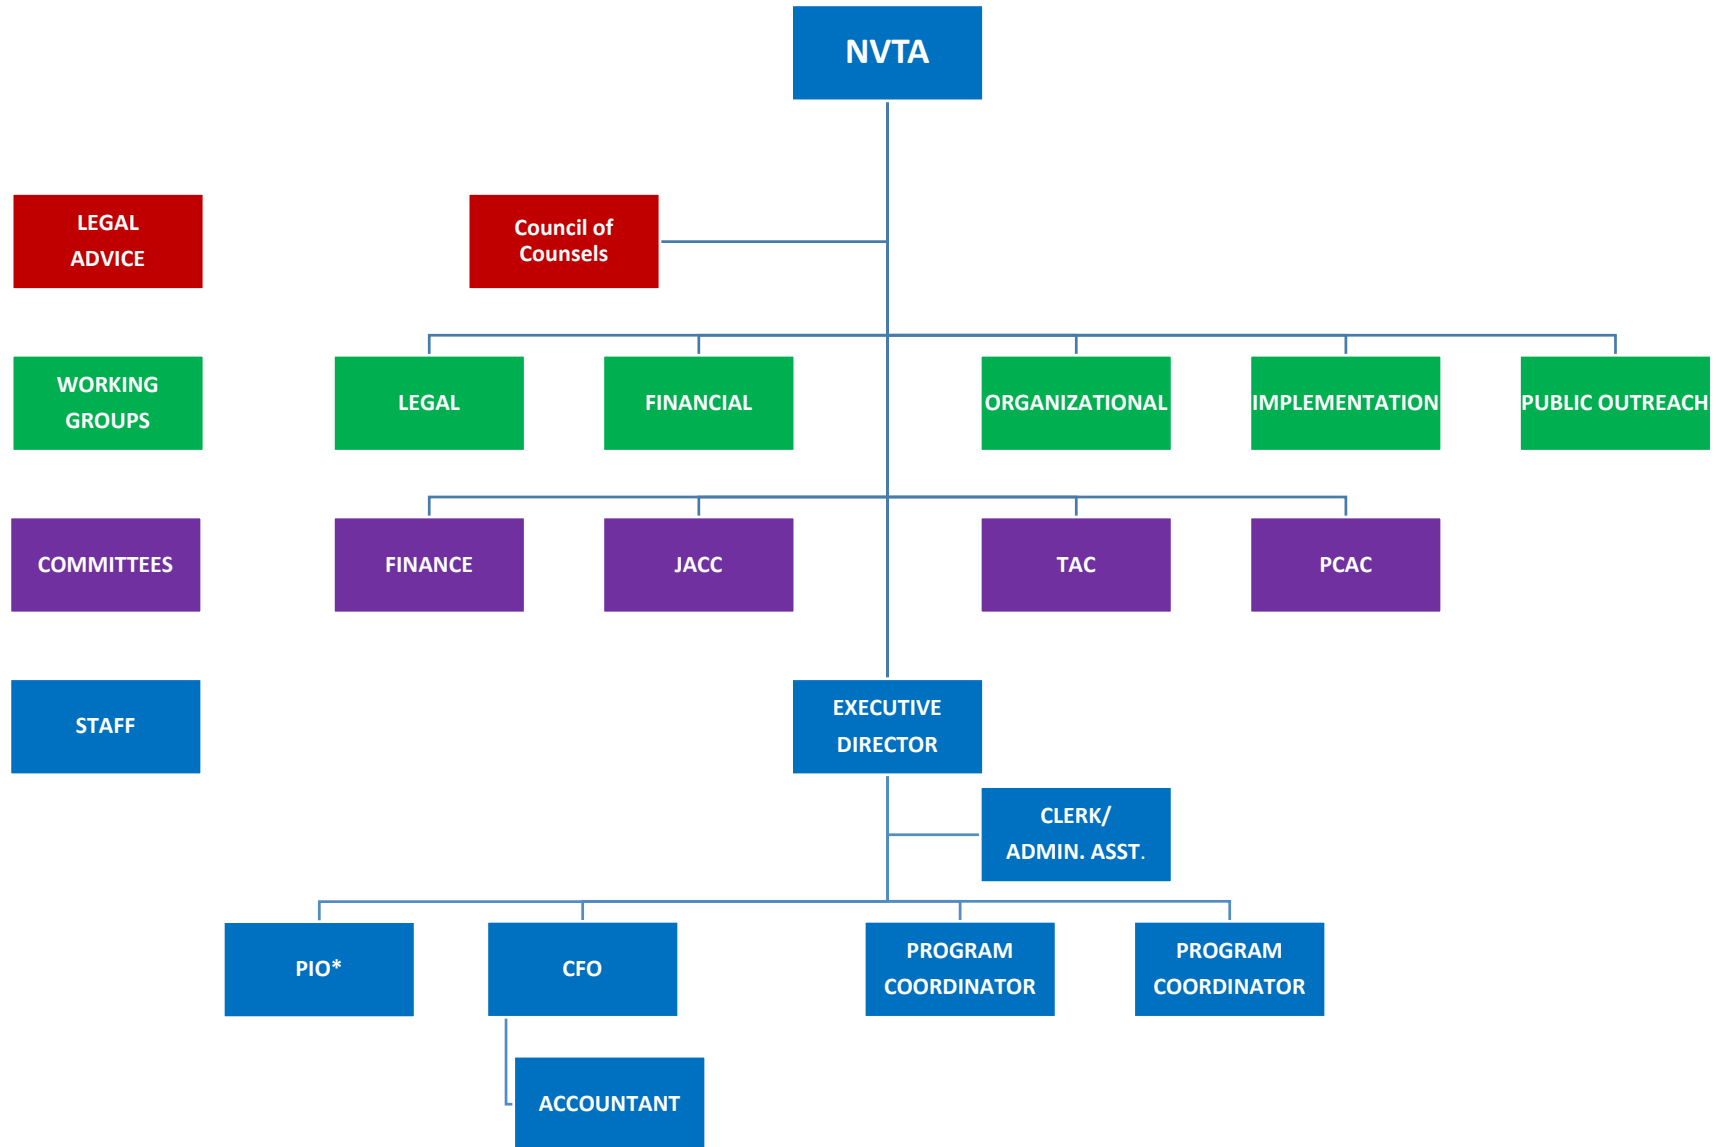 NVTA
LEGAL
ADVICE
Council of
Counsels
WORKING
GROUPS
LEGAL
FINANCIAL
ORGANIZATIONAL
IMPLEMENTATION
PUBLIC OUTREACH
COMMITTEES
FINANCE
JACC
TAC
PCAC
STAFF
EXECUTIVE
DIRECTOR
CLERK/
ADMIN. ASST.
PIO*
CFO
PROGRAM
COORDINATOR
PROGRAM
COORDINATOR
ACCOUNTANT